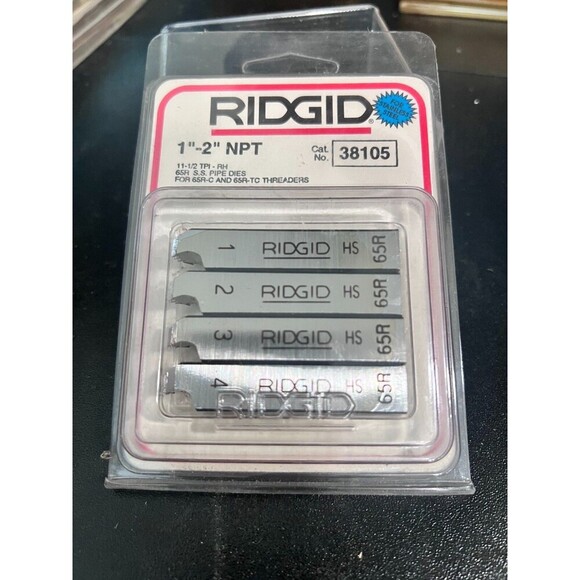 RIDGID®
FOR
STAINLESS
STEEL
1"-2" NPT
Cat.
No. 38105
11-1/2 TPI - RH
65R S.S. PIPE DIES
FOR 65R-C AND 65R-TC THREADERS
1 RIDGID HS 65R
2 RIDGID HS 65R
3 RIDGID HS 65R
4 RIDGID HS 65R
RIDGID